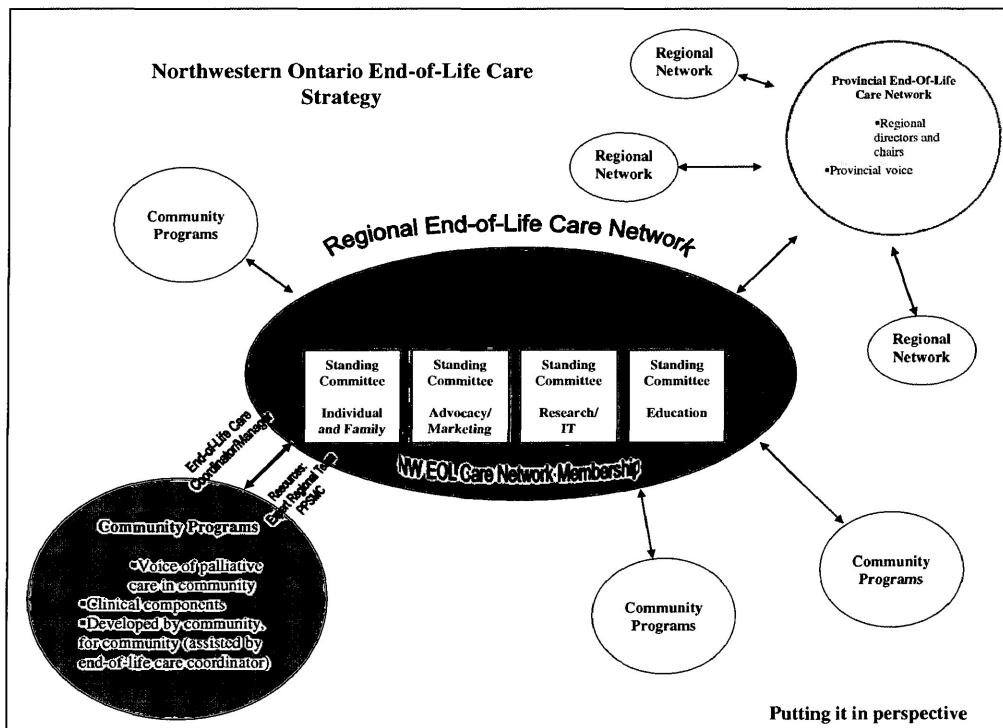 Northwestern Ontario End-of-Life Care
Strategy
Regional
Network
Regional
Network
Provincial End-Of-Life
Care Network
▪Regional
directors and
chairs
▪Provincial voice
Regional
Network
Community
Programs
Regional End-of-Life Care Network
Standing
Committee
Individual
and Family
Standing
Committee
Advocacy/
Marketing
Standing
Committee
Research/
IT
Standing
Committee
Education
NW EOL Care Network Membership
End-of-Life Care
Coordinator/Manager
Resources:
Expert Regional Team
PPSMC
Community Programs
▪Voice of palliative
care in community
▪Clinical components
▪Developed by community,
for community (assisted by
end-of-life care coordinator)
Community
Programs
Community
Programs
Putting it in perspective